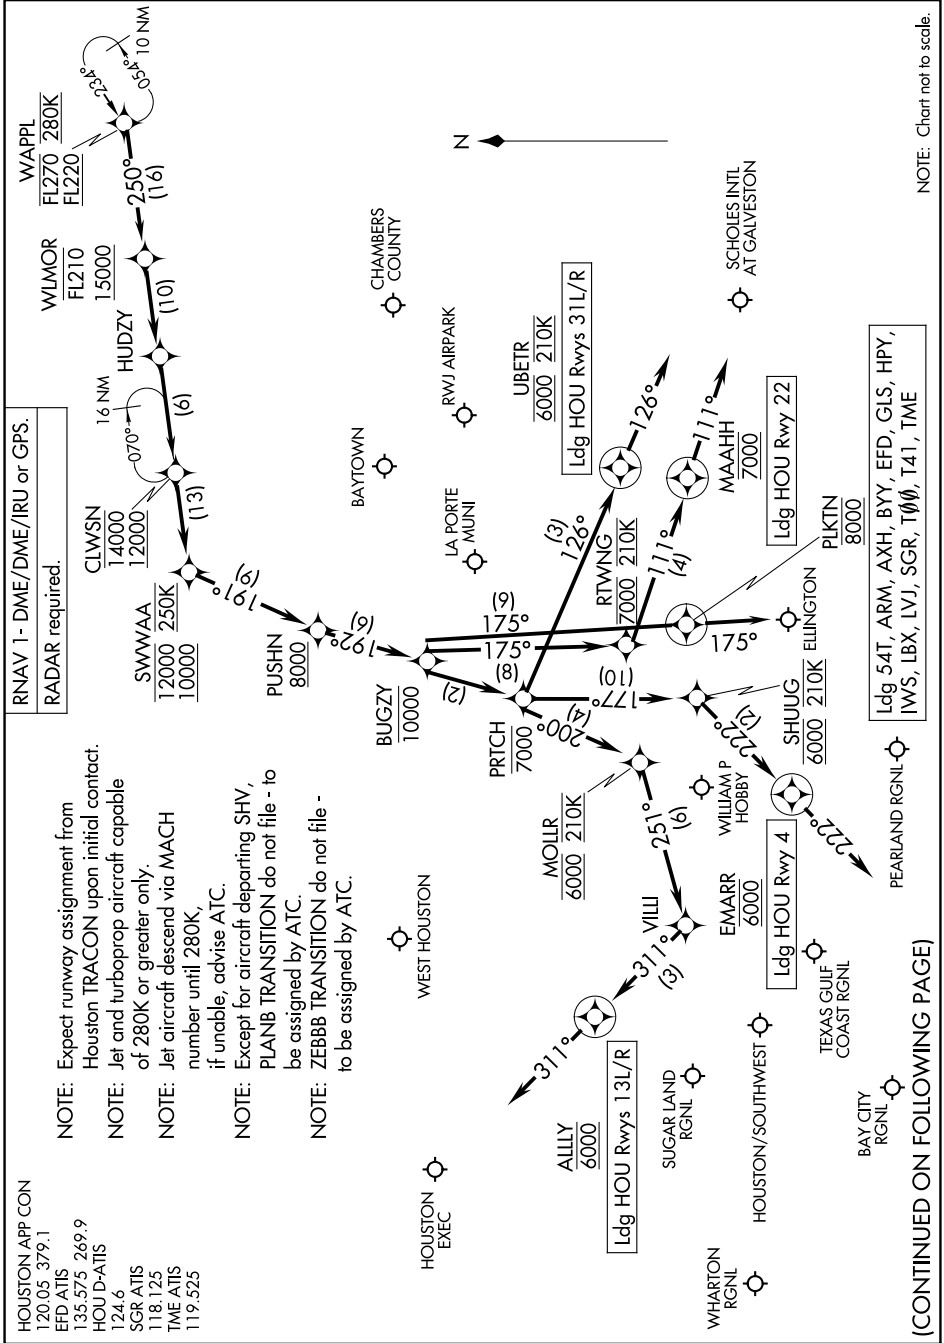 HOUSTON APP CON
120.05 379.1
EFD ATIS
135.575 269.9
HOU D-ATIS
124.6
SGR ATIS
118.125
TME ATIS
119.525
NOTE: Expect runway assignment from
Houston TRACON upon initial contact.
NOTE: Jet and turboprop aircraft capable
of 280K or greater only.
NOTE: Jet aircraft descend via MACH
number until 280K,
if unable, advise ATC.
NOTE: Except for aircraft departing SHV,
PLANB TRANSITION do not file - to
be assigned by ATC.
NOTE: ZEBBB TRANSITION do not file -
to be assigned by ATC.
RNAV 1 - DME/DME/IRU or GPS.
RADAR required.
WAPPL
FL270 280K
FL220
234°
054°
10 NM
250°
(16)
WLMOR
FL210
15000
(10)
HUDZY
(6)
16 NM
070°
CLWSN
14000
12000
(13)
SWWAA
12000 250K
10000
191°
(9)
PUSHN
8000
192°
(6)
BUGZY
10000
(2)
PRTCH
7000
175°
(9)
175°
(8)
175°
177°
(10)
200°
(4)
126°
(3)
126°
UBETR
6000 210K
Ldg HOU Rwys 31L/R
RTWNG
7000 210K
111°
(4)
111°
MAAHH
7000
Ldg HOU Rwy 22
PLKTN
8000
Ldg 54T, ARM, AXH, BYY, EFD, GLS, HPY,
IWS, LBX, LVJ, SGR, T00, T41, TME
SHUUG
6000 210K
222°
(2)
222°
EMARR
6000
Ldg HOU Rwy 4
MOLLR
6000 210K
251°
(6)
VILLI
311°
(3)
311°
ALLLY
6000
Ldg HOU Rwys 13L/R
N
CHAMBERS
COUNTY
RWJ AIRPARK
BAYTOWN
LA PORTE
MUNI
SCHOLES INTL
AT GALVESTON
ELLINGTON
WILLIAM P
HOBBY
PEARLAND RGNL
WEST HOUSTON
HOUSTON
EXEC
SUGAR LAND
RGNL
HOUSTON/SOUTHWEST
TEXAS GULF
COAST RGNL
WHARTON
RGNL
BAY CITY
RGNL
NOTE: Chart not to scale.
(CONTINUED ON FOLLOWING PAGE)